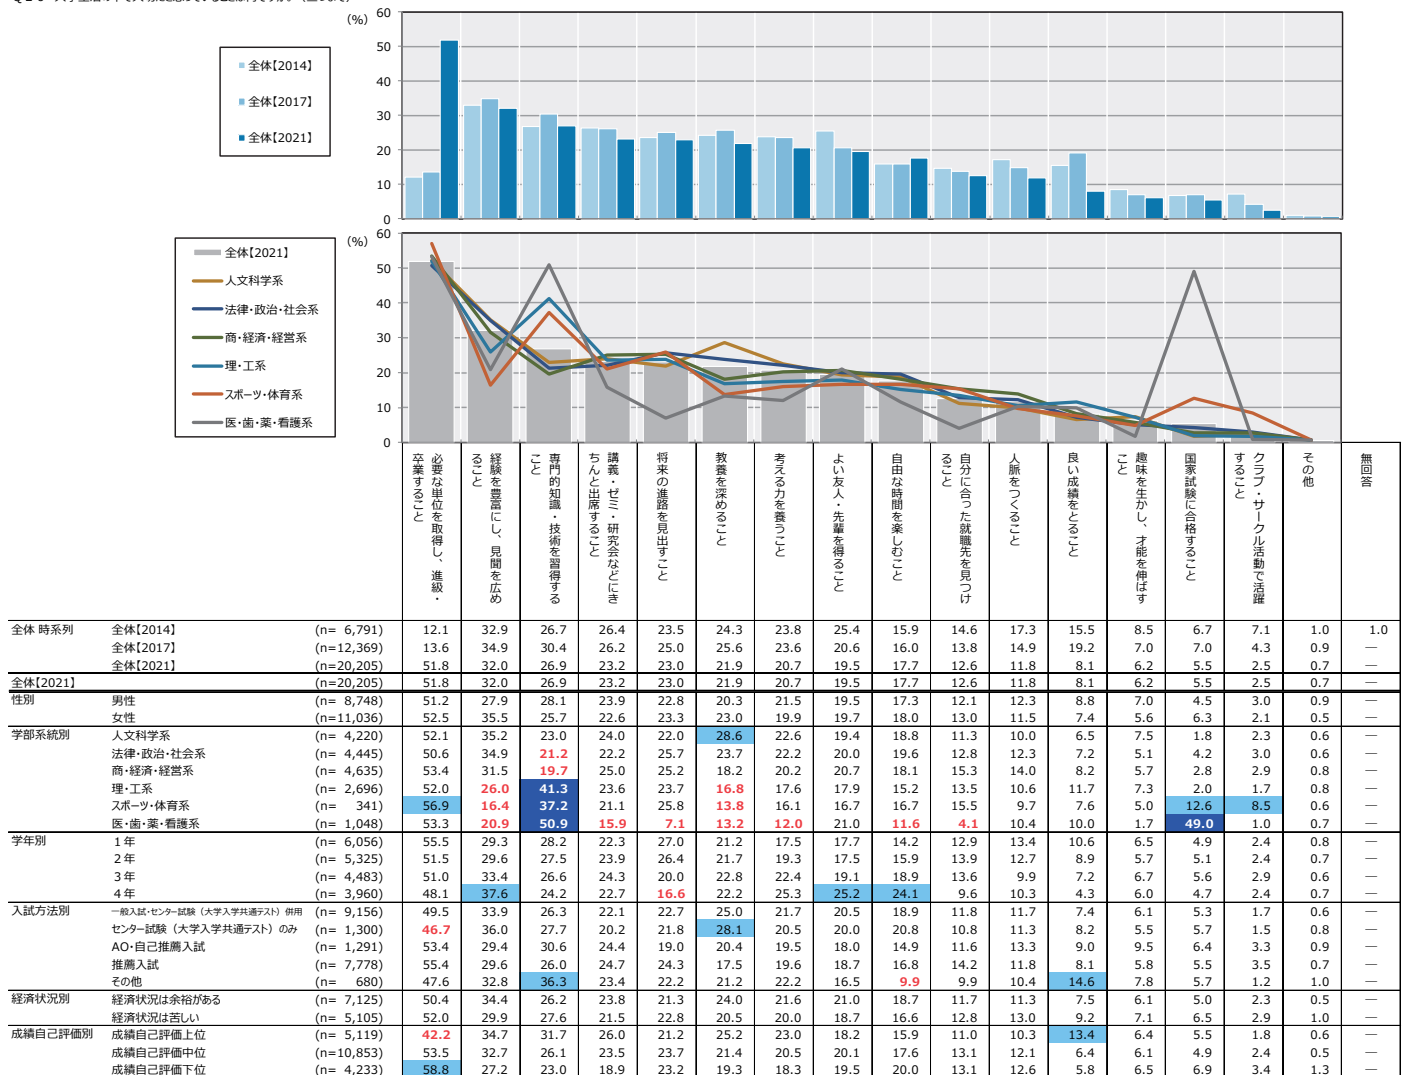 (%)
60
50
40
30
20
10
0
全体【2014】
全体【2017】
全体【2021】
(%)
60
50
40
30
20
10
0
全体【2021】
人文科学系
法律・政治・社会系
商・経済・経営系
理・工系
スポーツ・体育系
医・歯・薬・看護系
必要な単位を取得し、進級・
卒業すること
経験を豊富にし、見聞を広め
ること
専門的知識・技術を習得する
こと
講義・ゼミ・研究会などにき
ちんと出席すること
将来の進路を見出すこと
教養を深めること
考える力を養うこと
よい友人・先輩を得ること
自由な時間を楽しむこと
自分に合った就職先を見つけ
ること
人脈をつくること
良い成績をとること
趣味を生かし、才能を伸ばす
こと
国家試験に合格すること
クラブ・サークル活動で活躍
すること
その他
無回答
全体 時系列 全体【2014】 (n= 6,791) 12.1 32.9 26.7 26.4 23.5 24.3 23.8 25.4 15.9 14.6 17.3 15.5 8.5 6.7 7.1 1.0 1.0
全体【2017】 (n=12,369) 13.6 34.9 30.4 26.2 25.0 25.6 23.6 20.6 16.0 13.8 14.9 19.2 7.0 7.0 4.3 0.9 —
全体【2021】 (n=20,205) 51.8 32.0 26.9 23.2 23.0 21.9 20.7 19.5 17.7 12.6 11.8 8.1 6.2 5.5 2.5 0.7 —
全体【2021】 (n=20,205) 51.8 32.0 26.9 23.2 23.0 21.9 20.7 19.5 17.7 12.6 11.8 8.1 6.2 5.5 2.5 0.7 —
性別 男性 (n= 8,748) 51.2 27.9 28.1 23.9 22.8 20.3 21.5 19.5 17.3 12.1 12.3 8.8 7.0 4.5 3.0 0.9 —
女性 (n=11,036) 52.5 35.5 25.7 22.6 23.3 23.0 19.9 19.7 18.0 13.0 11.5 7.4 5.6 6.3 2.1 0.5 —
学部系統別 人文科学系 (n= 4,220) 52.1 35.2 23.0 24.0 22.0 28.6 22.6 19.4 18.8 11.3 10.0 6.5 7.5 1.8 2.3 0.6 —
法律・政治・社会系 (n= 4,445) 50.6 34.9 21.2 22.2 25.7 23.7 22.2 20.0 19.6 12.8 12.3 7.2 5.1 4.2 3.0 0.6 —
商・経済・経営系 (n= 4,635) 53.4 31.5 19.7 25.0 25.2 18.2 20.2 20.7 18.1 15.3 14.0 8.2 5.7 2.8 2.9 0.8 —
理・工系 (n= 2,696) 52.0 26.0 41.3 23.6 23.7 16.8 17.6 17.9 15.2 13.5 10.6 11.7 7.3 2.0 1.7 0.8 —
スポーツ・体育系 (n= 341) 56.9 16.4 37.2 21.1 25.8 13.8 16.1 16.7 16.7 15.5 9.7 7.6 5.0 12.6 8.5 0.6 —
医・歯・薬・看護系 (n= 1,048) 53.3 20.9 50.9 15.9 7.1 13.2 12.0 21.0 11.6 4.1 10.4 10.0 1.7 49.0 1.0 0.7 —
学年別 1年 (n= 6,056) 55.5 29.3 28.2 22.3 27.0 21.2 17.5 17.7 14.2 12.9 13.4 10.6 6.5 4.9 2.4 0.8 —
2年 (n= 5,325) 51.5 29.6 27.5 23.9 26.4 21.7 19.3 17.5 15.9 13.9 12.7 8.9 5.7 5.1 2.4 0.7 —
3年 (n= 4,483) 51.0 33.4 26.6 24.3 20.0 22.8 22.4 19.1 18.9 13.6 9.9 7.2 6.7 5.6 2.9 0.6 —
4年 (n= 3,960) 48.1 37.6 24.2 22.7 16.6 22.2 25.3 25.2 24.1 9.6 10.3 4.3 6.0 4.7 2.4 0.7 —
入試方法別 一般入試・センター試験（大学入学共通テスト）併用 (n= 9,156) 49.5 33.9 26.3 22.1 22.7 25.0 21.7 20.5 18.9 11.8 11.7 7.4 6.1 5.3 1.7 0.6 —
センター試験（大学入学共通テスト）のみ (n= 1,300) 46.7 36.0 27.7 20.2 21.8 28.1 20.5 20.0 20.8 10.8 11.3 8.2 5.5 5.7 1.5 0.8 —
AO・自己推薦入試 (n= 1,291) 53.4 29.4 30.6 24.4 19.0 20.4 19.5 18.0 14.9 11.6 13.3 9.0 9.5 6.4 3.3 0.9 —
推薦入試 (n= 7,778) 55.4 29.6 26.0 24.7 24.3 17.5 19.6 18.7 16.8 14.2 11.8 8.1 5.8 5.5 3.5 0.7 —
その他 (n= 680) 47.6 32.8 36.3 23.4 22.2 21.2 22.2 16.5 9.9 9.9 10.4 14.6 7.8 5.7 1.2 1.0 —
経済状況別 経済状況は余裕がある (n= 7,125) 50.4 34.4 26.2 23.8 21.3 24.0 21.6 21.0 18.7 11.7 11.3 7.5 6.1 5.0 2.3 0.5 —
経済状況は苦しい (n= 5,105) 52.0 29.9 27.6 21.5 22.8 20.5 20.0 18.7 16.6 12.8 13.0 9.2 7.1 6.5 2.9 1.0 —
成績自己評価別 成績自己評価上位 (n= 5,119) 42.2 34.7 31.7 26.0 21.2 25.2 23.0 18.2 15.9 11.0 10.3 13.4 6.4 5.5 1.8 0.6 —
成績自己評価中位 (n=10,853) 53.5 32.7 26.1 23.5 23.7 21.4 20.5 20.1 17.6 13.1 12.1 6.4 6.1 4.9 2.4 0.5 —
成績自己評価下位 (n= 4,233) 58.8 27.2 23.0 18.9 23.2 19.3 18.3 19.5 20.0 13.1 12.6 5.8 6.5 6.9 3.4 1.3 —